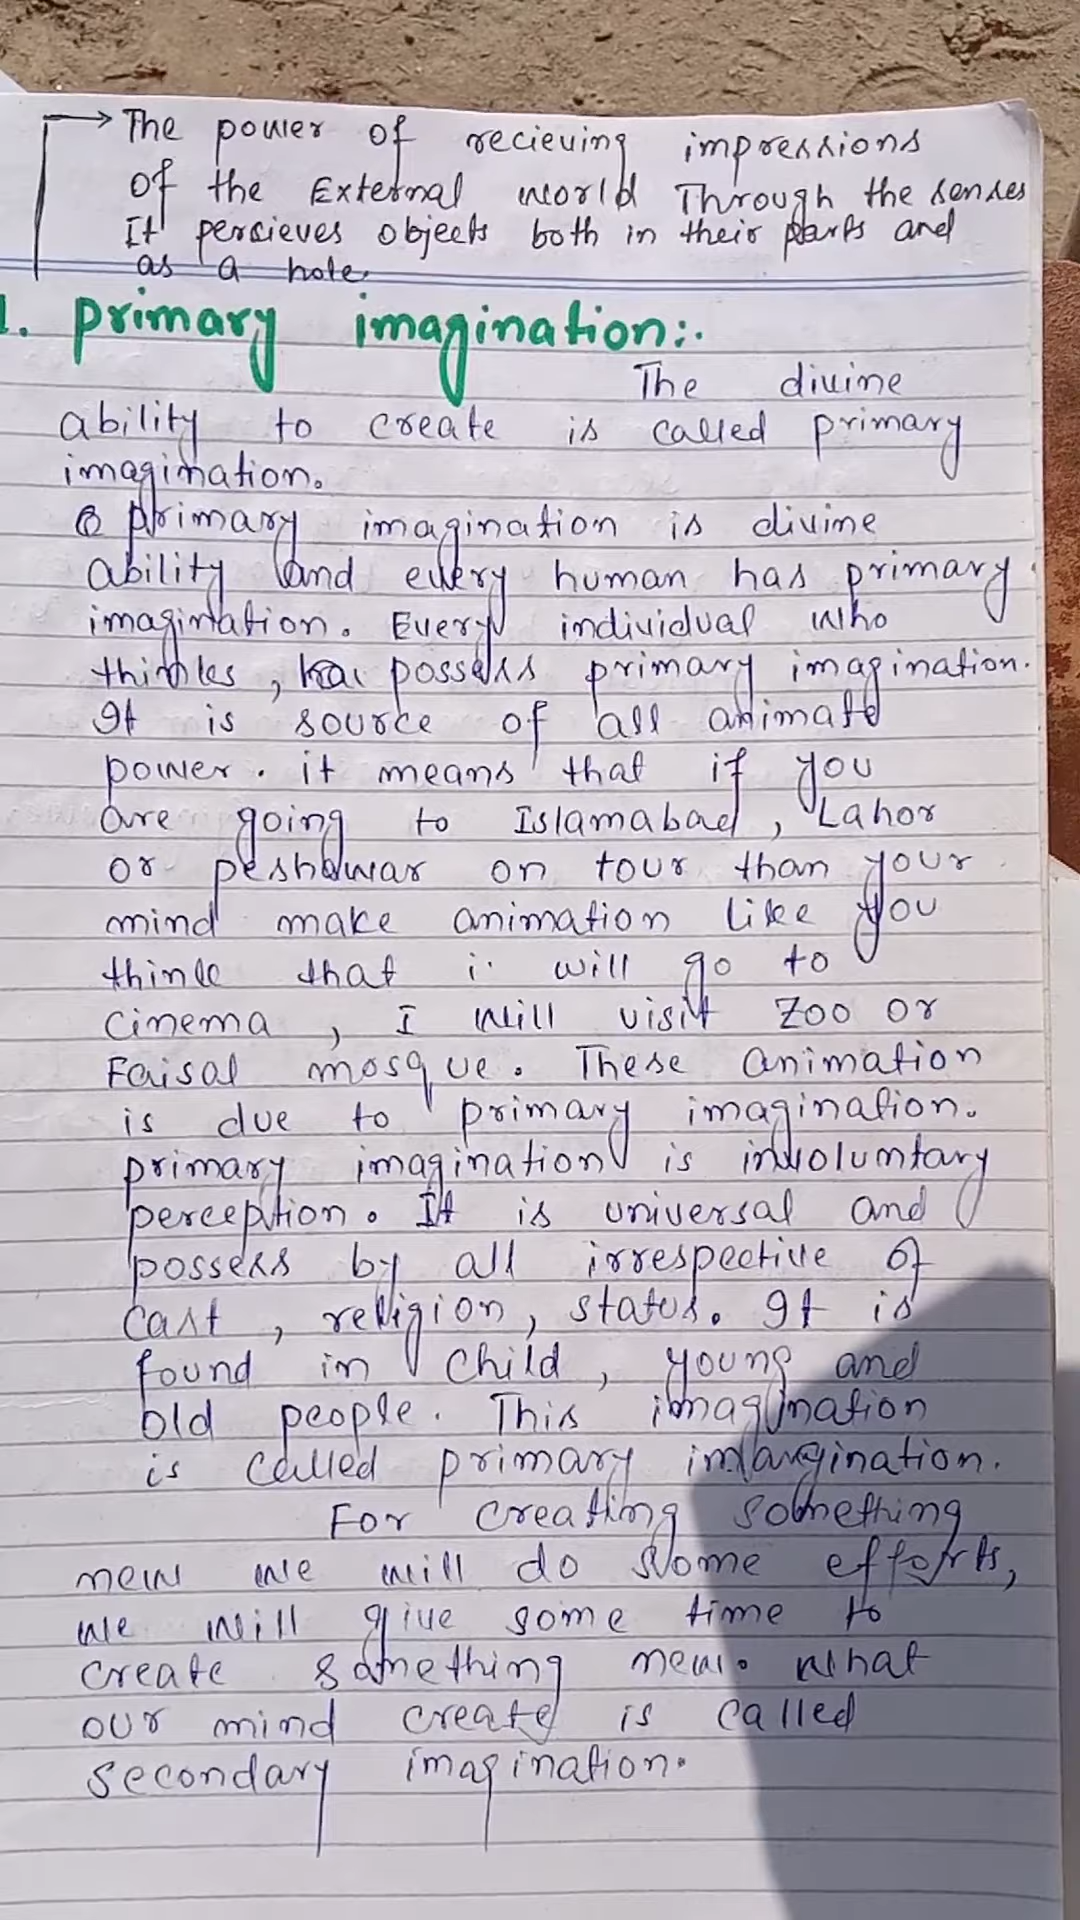 The power of recieving impressions
of the External world Through the senses
It percieves objects both in their parts and
as a hole.
1. primary imagination:.
The divine
ability to create is called primary
imagination.
primary imagination is divine
ability and every human has primary
imagination. Every individual who
thinks, possess primary imagination.
It is source of all animate
power. it means that if you
are going to Islamabad, Lahor
or peshawar on tour than your
mind make animation like you
think that i will go to
cinema, I will visit Zoo or
Faisal mosque. These animation
is due to primary imagination.
primary imagination is involuntary
perception. It is universal and
possess by all irrespective of
Cast, religion, status. It is
found in child, young and
old people. This imagination
is called primary imargination.
For creating something
new we will do some efforts,
we will give some time to
create something new. what
our mind create is called
secondary imagination.